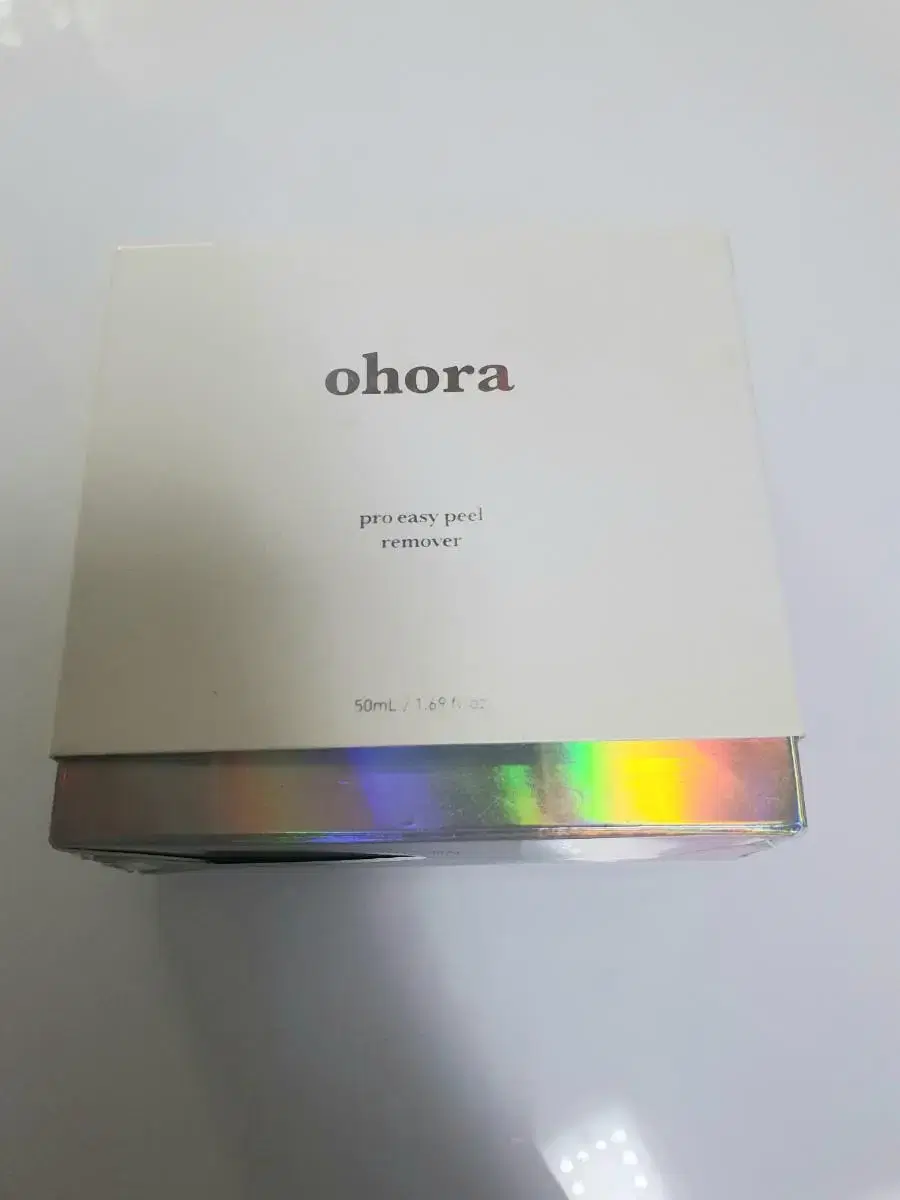 ohora
pro easy peel
remover
50mL / 1.69 fl. oz.